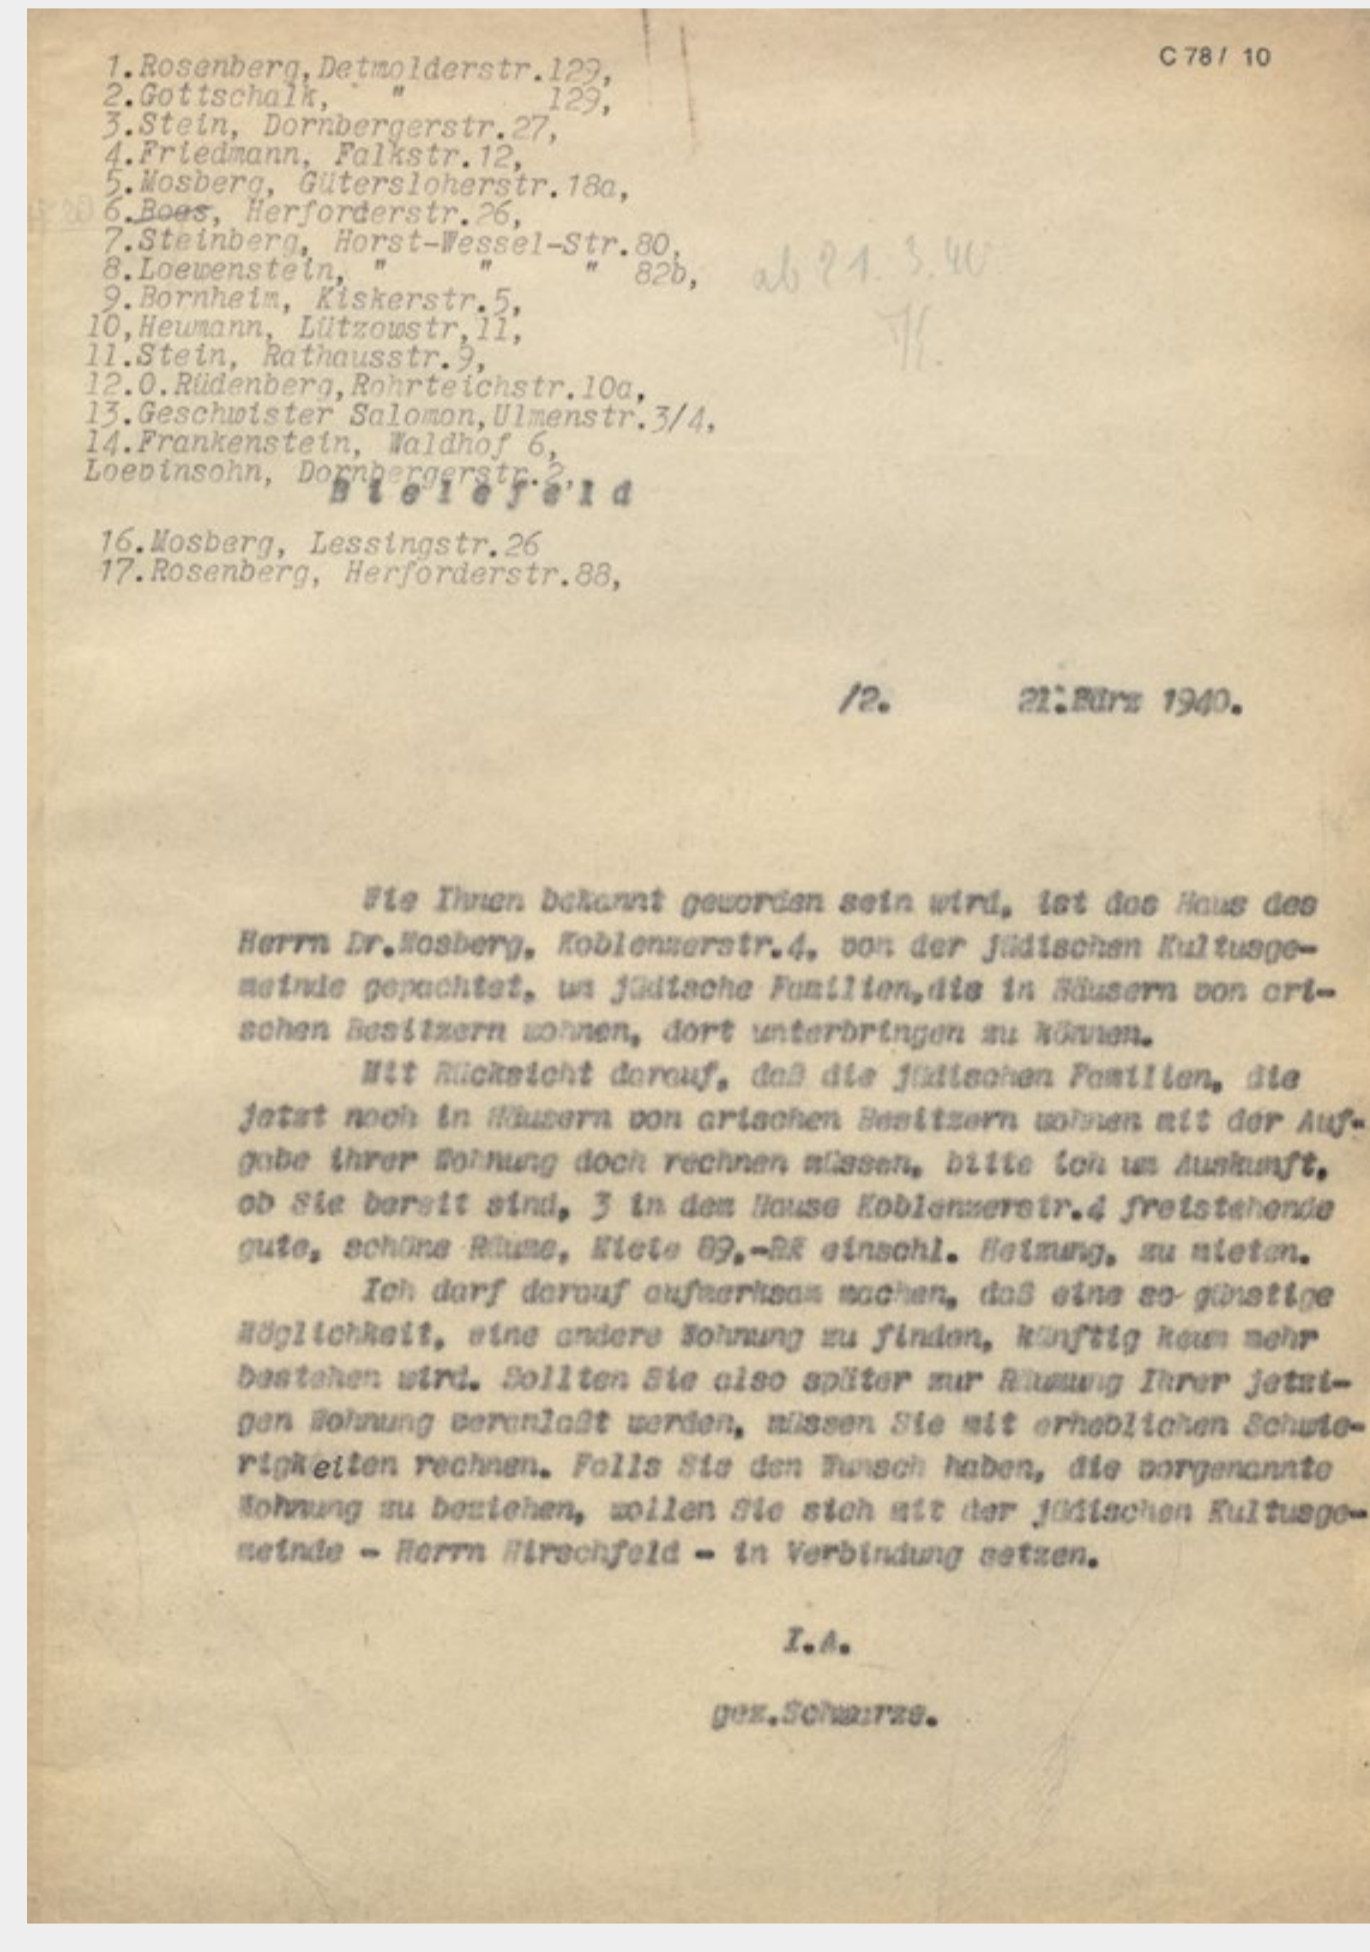 C 78 / 10
1.Rosenberg,Detmolderstr.129,
2.Gottschalk, " 129,
3.Stein, Dornbergerstr.27,
4.Friedmann, Falkstr.12,
5.Mosberg, Gütersloherstr.18a,
6.Boas, Herforderstr.26,
7.Steinberg, Horst-Wessel-Str.80,
8.Loewenstein, " " " 82b,
ab 21.3.40
9.Bornheim, Kiskerstr.5,
K.
10,Heumann, Lützowstr,11,
11.Stein, Rathausstr.9,
12.O.Rüdenberg,Rohrteichstr.10a,
13.Geschwister Salomon,Ulmenstr.3/4,
14.Frankenstein, Waldhof 6,
Loevinsohn, Dornbergerstr.2,
B i e l e f e l d
16.Mosberg, Lessingstr.26
17.Rosenberg, Herforderstr.88,
/2. 21.März 1940.
Wie Ihnen bekannt geworden sein wird, ist das Haus des
Herrn Dr.Mosberg, Koblenzerstr.4, von der jüdischen Kultusge-
meinde gepachtet, um jüdische Familien,die in Häusern von ari-
schen Besitzern wohnen, dort unterbringen zu können.
Mit Rücksicht darauf, daß die jüdischen Familien, die
jetzt noch in Häusern von arischen Besitzern wohnen mit der Auf-
gabe ihrer Wohnung doch rechnen müssen, bitte ich um Auskunft,
ob Sie bereit sind, 3 in dem Hause Koblenzerstr.4 freistehende
gute, schöne Räume, Miete 89,-RM einschl. Heizung, zu mieten.
Ich darf darauf aufmerksam machen, daß eine so günstige
Möglichkeit, eine andere Wohnung zu finden, künftig kaum mehr
bestehen wird. Sollten Sie also später zur Räumung Ihrer jetzi-
gen Wohnung veranlaßt werden, müssen Sie mit erheblichen Schwie-
rigkeiten rechnen. Falls Sie den Wunsch haben, die vorgenannte
Wohnung zu beziehen, wollen Sie sich mit der jüdischen Kultusge-
meinde - Herrn Hirschfeld - in Verbindung setzen.
I.A.
gez.Schwarze.